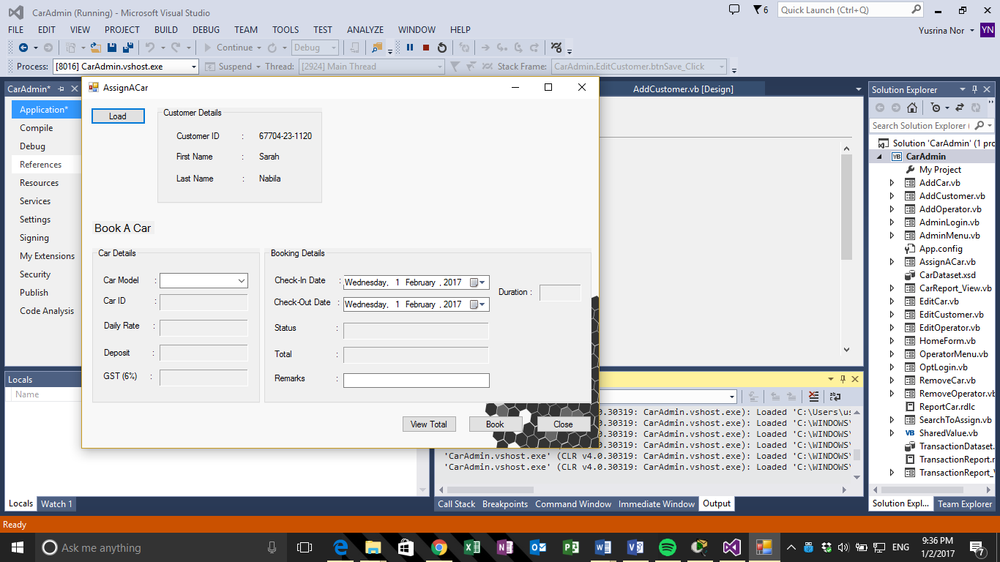 CarAdmin (Running) - Microsoft Visual Studio
6
Quick Launch (Ctrl+Q)
FILE EDIT VIEW PROJECT BUILD DEBUG TEAM TOOLS TEST ANALYZE WINDOW HELP
Yusrina Nor YN
Continue Debug
Process: [8016] CarAdmin.vshost.exe Suspend Thread: [2924] Main Thread Stack Frame: CarAdmin.EditCustomer.btnSave_Click
CarAdmin*
Application*
Compile
Debug
References
Resources
Services
Settings
Signing
My Extensions
Security
Publish
Code Analysis
AssignACar
Load
Customer Details
Customer ID : 67704-23-1120
First Name : Sarah
Last Name : Nabila
Book A Car
Car Details
Car Model :
Car ID :
Daily Rate :
Deposit :
GST (6%) :
Booking Details
Check-In Date : Wednesday, 1 February , 2017
Check-Out Date : Wednesday, 1 February , 2017
Duration :
Status :
Total :
Remarks :
View Total Book Close
AddCustomer.vb [Design]
Solution Explorer
Search Solution Explorer (
Solution 'CarAdmin' (1 pro
VB CarAdmin
My Project
AddCar.vb
AddCustomer.vb
AddOperator.vb
AdminLogin.vb
AdminMenu.vb
App.config
AssignACar.vb
CarDataset.xsd
CarReport_View.vb
EditCar.vb
EditCustomer.vb
EditOperator.vb
HomeForm.vb
OperatorMenu.vb
OptLogin.vb
RemoveCar.vb
RemoveOperator.vb
ReportCar.rdlc
SearchToAssign.vb
VB SharedValue.vb
TransactionDataset.
TransactionReport.r
TransactionReport_V
Solution Expl... Team Explorer
Locals
Name
Locals Watch 1
.0.30319: CarAdmin.vshost.exe): Loaded 'C:\Users\us
.0.30319: CarAdmin.vshost.exe): Loaded 'C:\WINDOWS\
.0.30319: CarAdmin.vshost.exe): Loaded 'C:\WINDOWS\
.0.30319: CarAdmin.vshost.exe): Loaded 'C:\WINDOWS\
'CarAdmin.vshost.exe' (CLR v4.0.30319: CarAdmin.vshost.exe): Loaded 'C:\WINDOWS\
'CarAdmin.vshost.exe' (CLR v4.0.30319: CarAdmin.vshost.exe): Loaded 'C:\WINDOWS\
Call Stack Breakpoints Command Window Immediate Window Output
Ready
Ask me anything
ENG
9:36 PM
1/2/2017
7